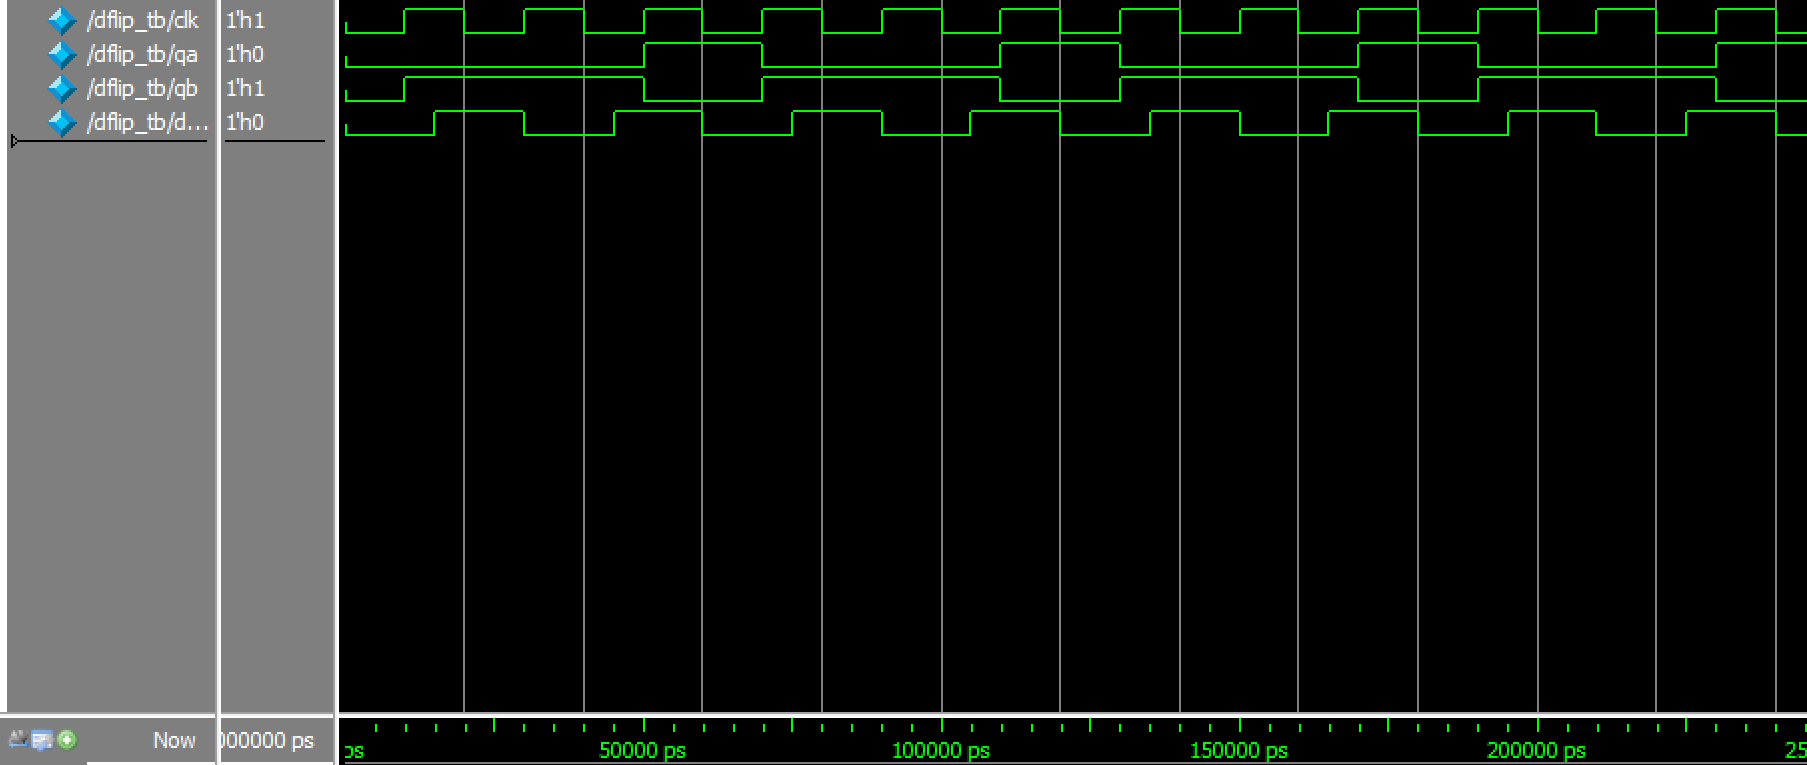 /dflip_tb/clk 1'h1
/dflip_tb/qa 1'h0
/dflip_tb/qb 1'h1
/dflip_tb/d... 1'h0
Now 000000 ps
ps 50000 ps 100000 ps 150000 ps 200000 ps 25